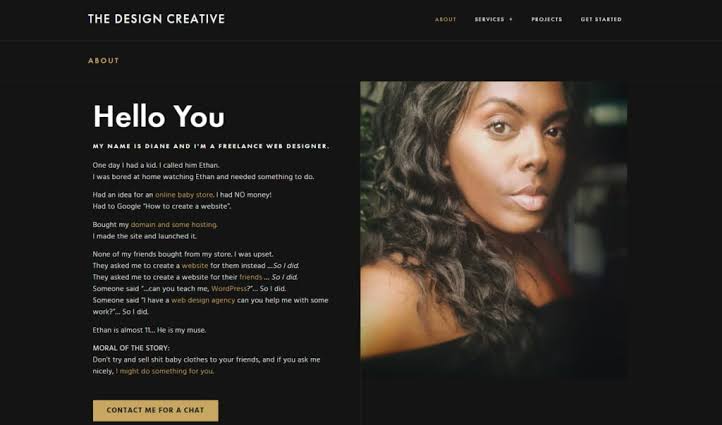 THE DESIGN CREATIVE
ABOUT
SERVICES +
PROJECTS
GET STARTED
ABOUT
Hello You
MY NAME IS DIANE AND I'M A FREELANCE WEB DESIGNER.
One day I had a kid. I called him Ethan.
I was bored at home watching Ethan and needed something to do.
Had an idea for an online baby store. I had NO money!
Had to Google "How to create a website".
Bought my domain and some hosting.
I made the site and launched it.
None of my friends bought from my store. I was upset.
They asked me to create a website for them instead ...So I did.
They asked me to create a website for their friends ... So I did.
Someone said "...can you teach me, WordPress?"... So I did.
Someone said "I have a web design agency can you help me with some
work?"... So I did.
Ethan is almost 11... He is my muse.
MORAL OF THE STORY:
Don't try and sell shit baby clothes to your friends, and if you ask me
nicely, I might do something for you.
CONTACT ME FOR A CHAT